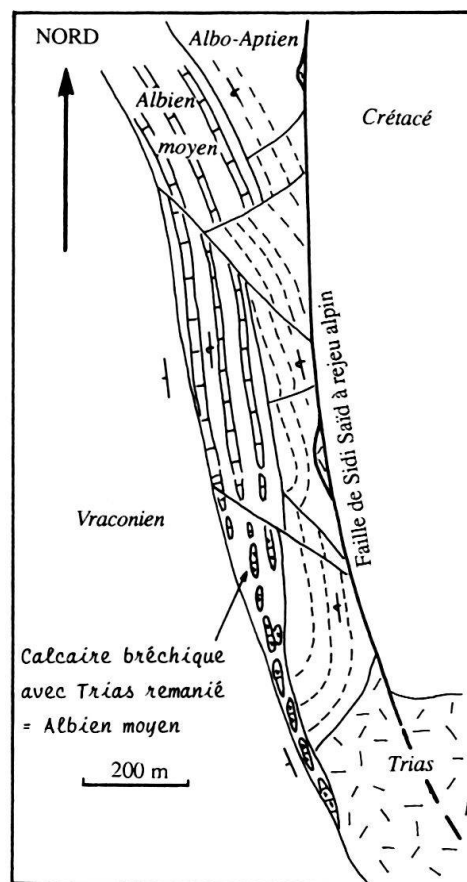 NORD
Albo-Aptien
Albien
moyen
Crétacé
Faille de Sidi Saïd à rejeu alpin
Vraconien
Calcaire bréchique
avec Trias remanié
= Albien moyen
200 m
Trias